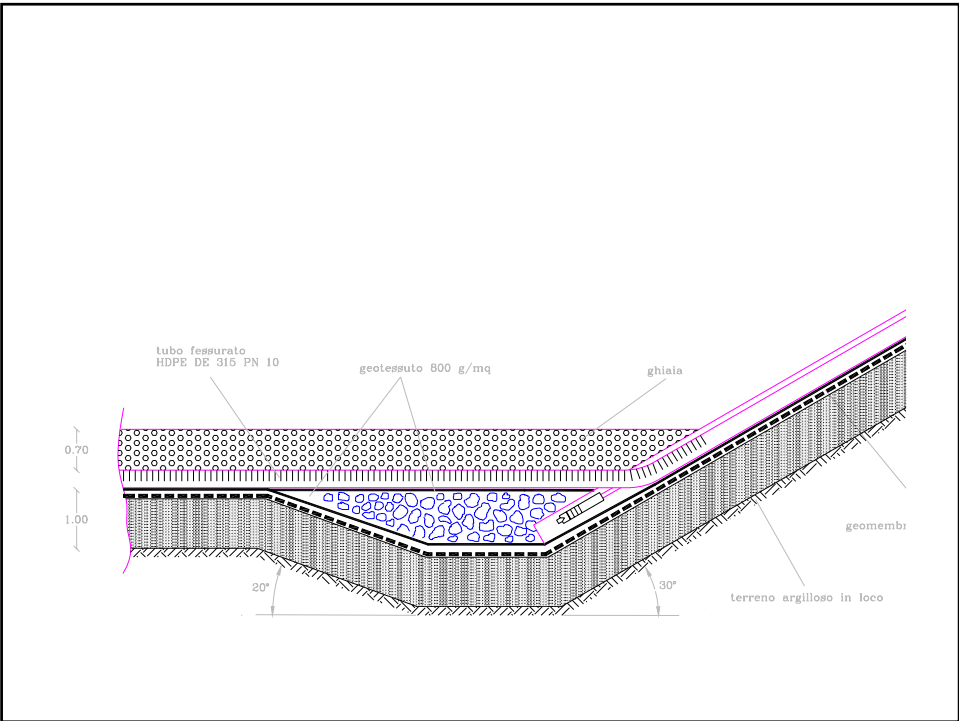 tubo fessurato
HDPE DE 315 PN 10
geotessuto 800 g/mq
ghiaia
0.70
1.00
geomembr
20°
30°
terreno argilloso in loco